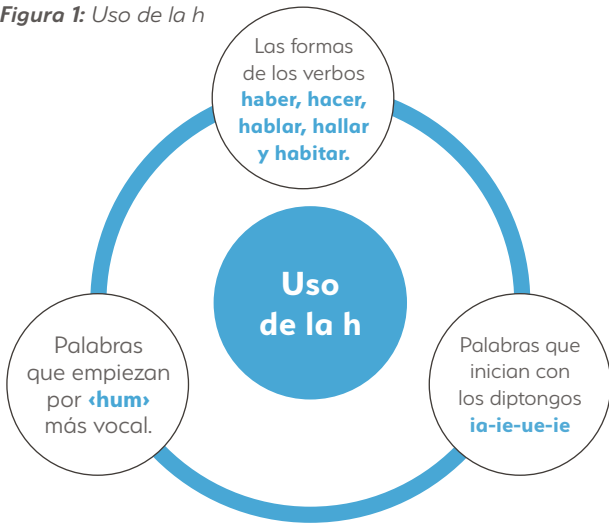 Figura 1: Uso de la h
Las formas
de los verbos
haber, hacer,
hablar, hallar
y habitar.
Uso
de la h
Palabras
que empiezan
por ‹hum›
más vocal.
Palabras que
inician con
los diptongos
ia-ie-ue-ie